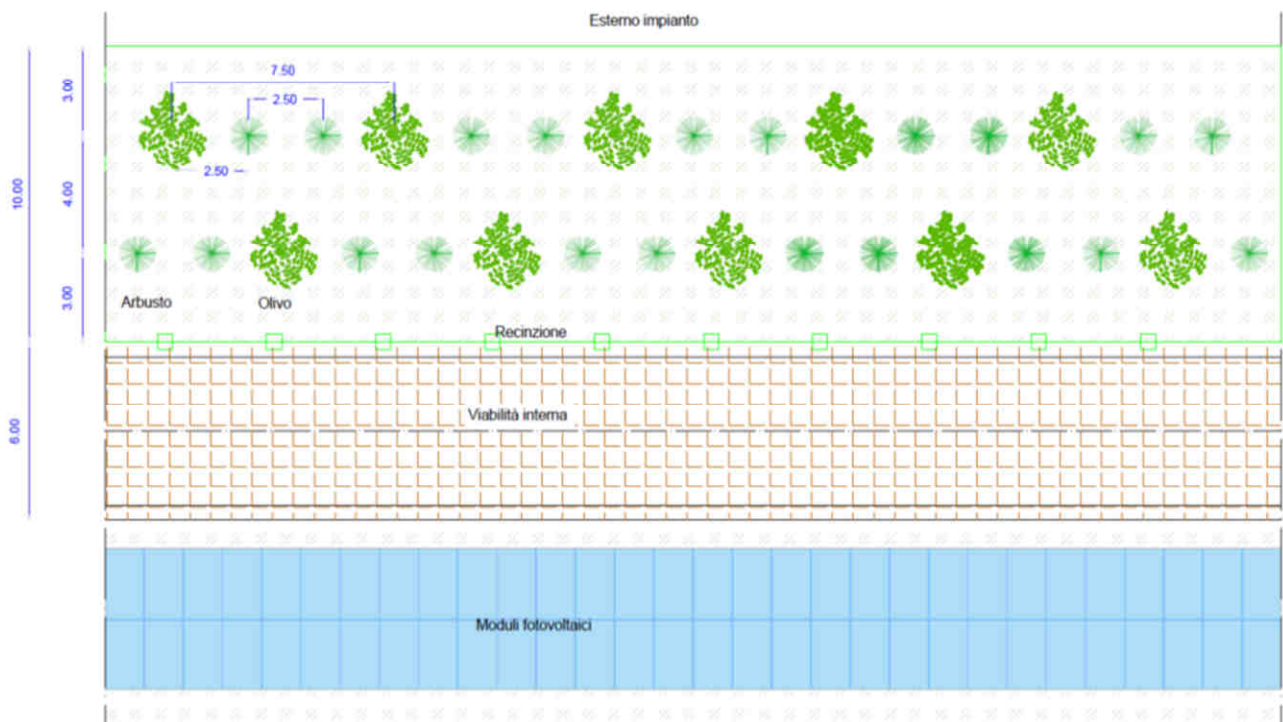 Esterno impianto
7.50
2.50
2.50
3.00
10.00
4.00
3.00
Arbusto
Olivo
Recinzione
6.00
Viabilità interna
Moduli fotovoltaici